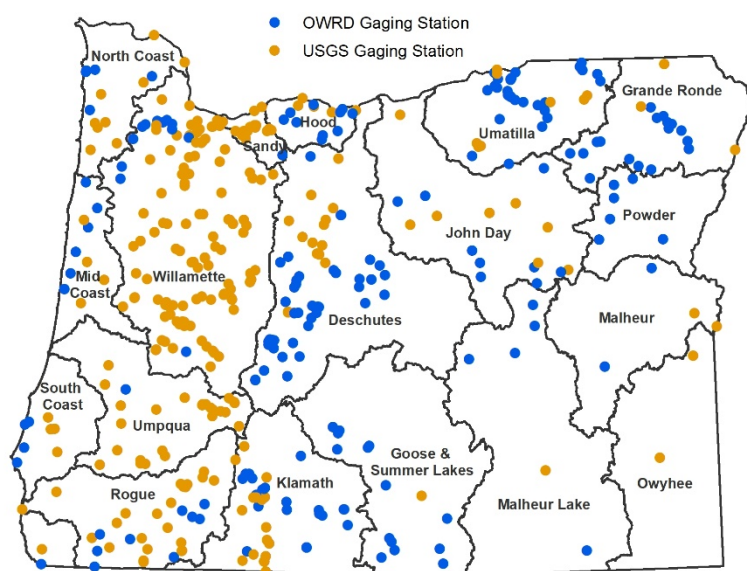 OWRD Gaging Station
USGS Gaging Station
North Coast
Hood
Sandy
Umatilla
Grande Ronde
Powder
John Day
Mid
Coast
Willamette
Deschutes
Malheur
South
Coast
Umpqua
Rogue
Klamath
Goose &
Summer Lakes
Malheur Lake
Owyhee